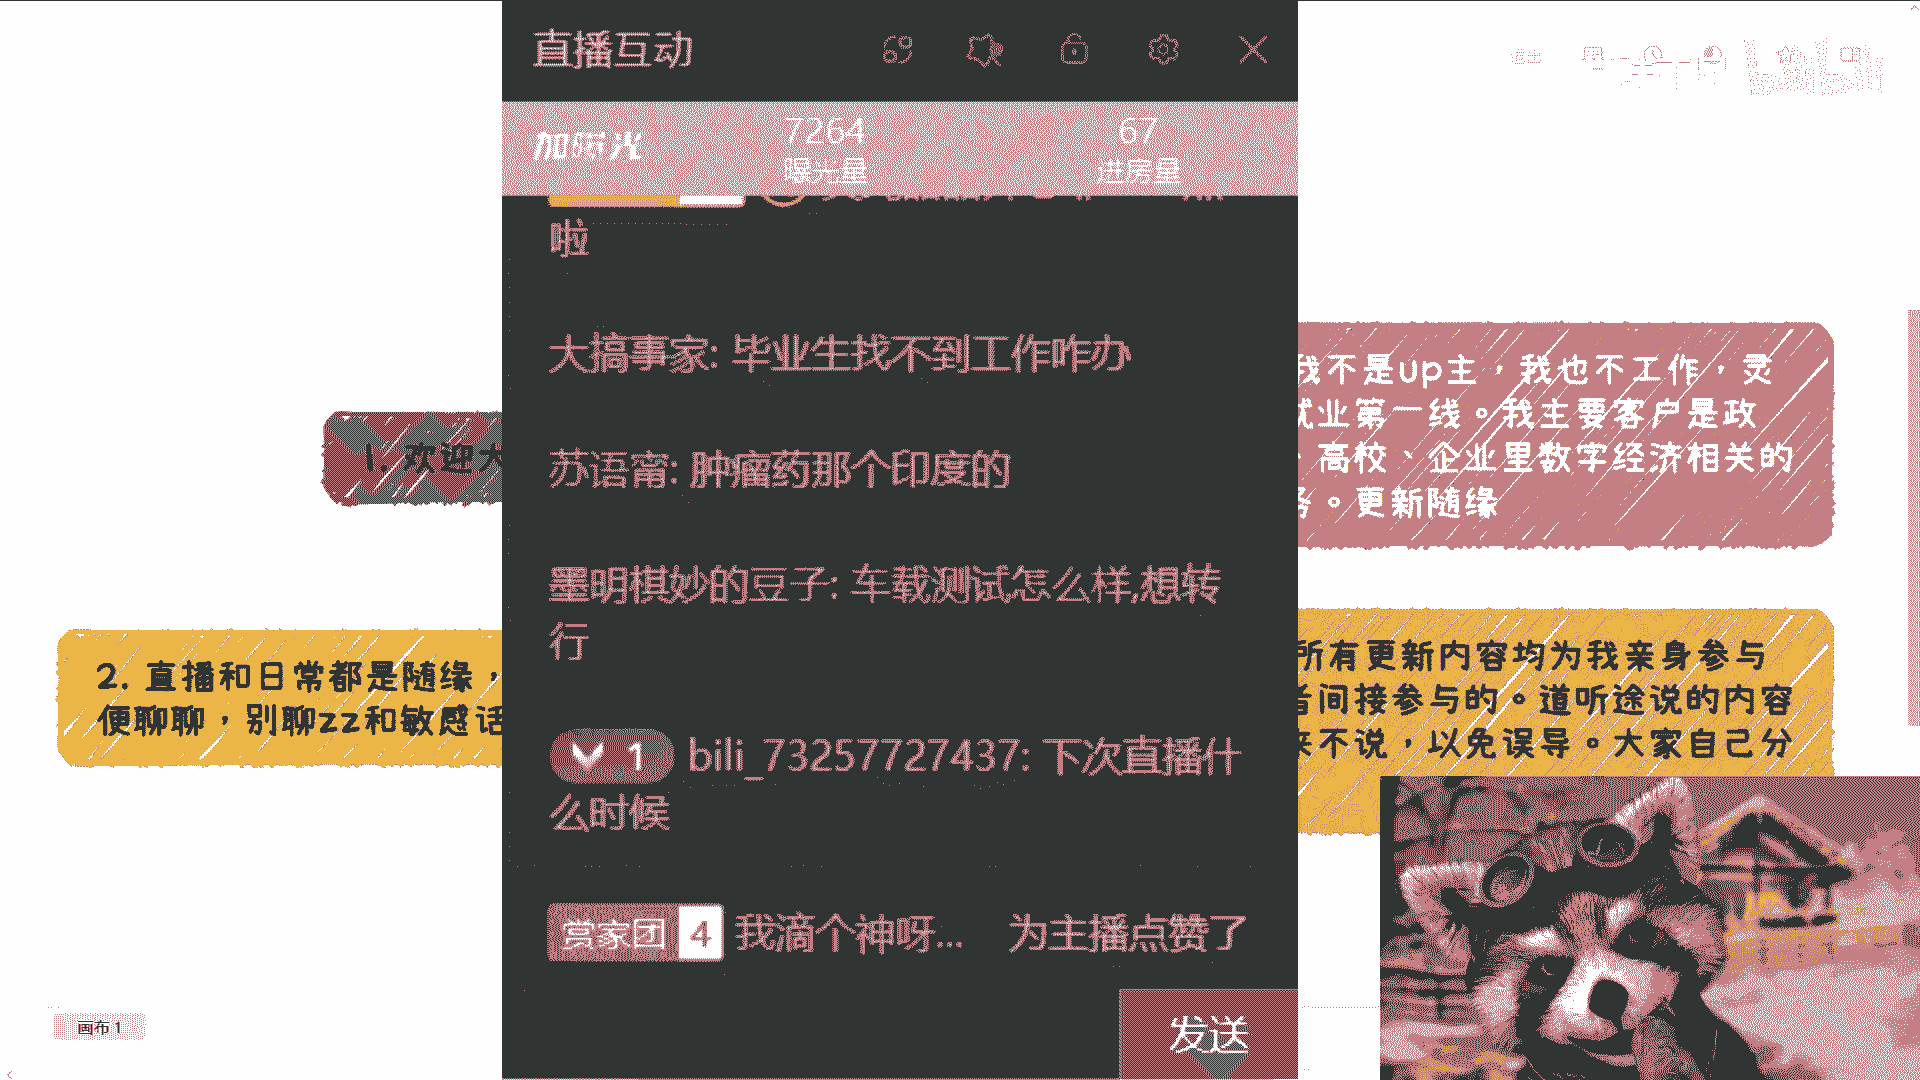 直播互动
加曝光
7264
曝光量
67
进房量
啦
大搞事家: 毕业生找不到工作咋办
苏语甯: 肿瘤药那个印度的
墨明棋妙的豆子: 车载测试怎么样,想转
行
1 bili_73257727437: 下次直播什
么时候
赏家团 4 我滴个神呀... 为主播点赞了
发送
1. 欢迎大
2. 直播和日常都是随缘，
便聊聊，别聊zz和敏感话
我不是up主，我也不工作，灵
就业第一线。我主要客户是政
、高校、企业里数字经济相关的
务。更新随缘
所有更新内容均为我亲身参与
者间接参与的。道听途说的内容
来不说，以免误导。大家自己分
画布 1